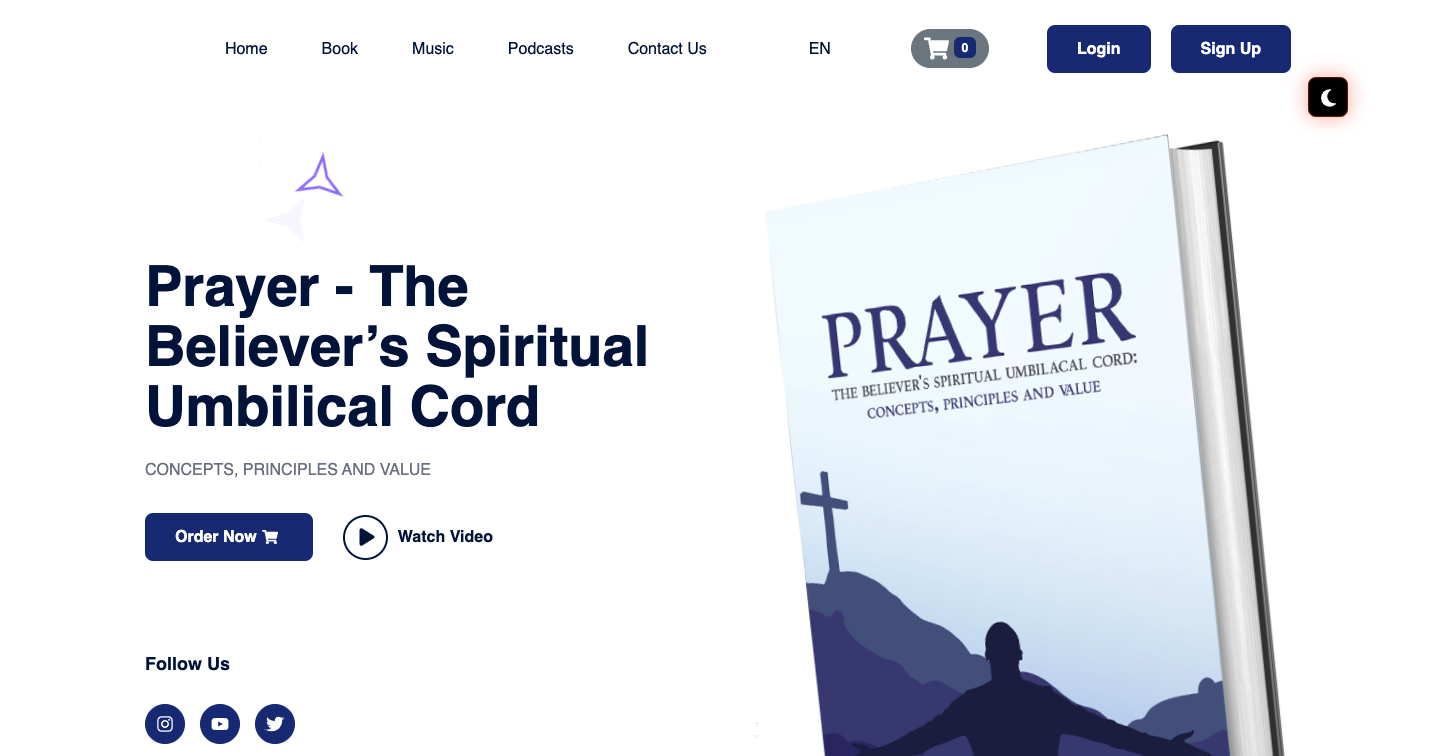 Home Book Music Podcasts Contact Us EN 0 Login Sign Up
Prayer - The
Believer’s Spiritual
Umbilical Cord
CONCEPTS, PRINCIPLES AND VALUE
Order Now
Watch Video
Follow Us
PRAYER
THE BELIEVER'S SPIRITUAL UMBILACAL CORD:
CONCEPTS, PRINCIPLES AND VALUE